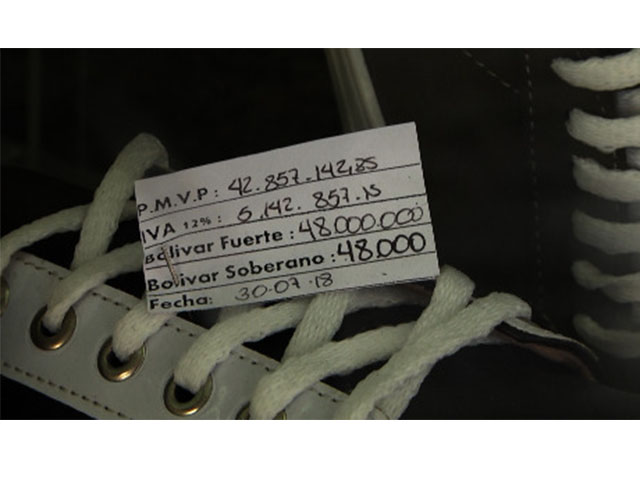 P.M.V.P: 42.857.142,85
IVA 12%: 5.142.857.15
Bolivar Fuerte: 48.000.000
Bolivar Soberano: 48.000
Fecha: 30-07-18